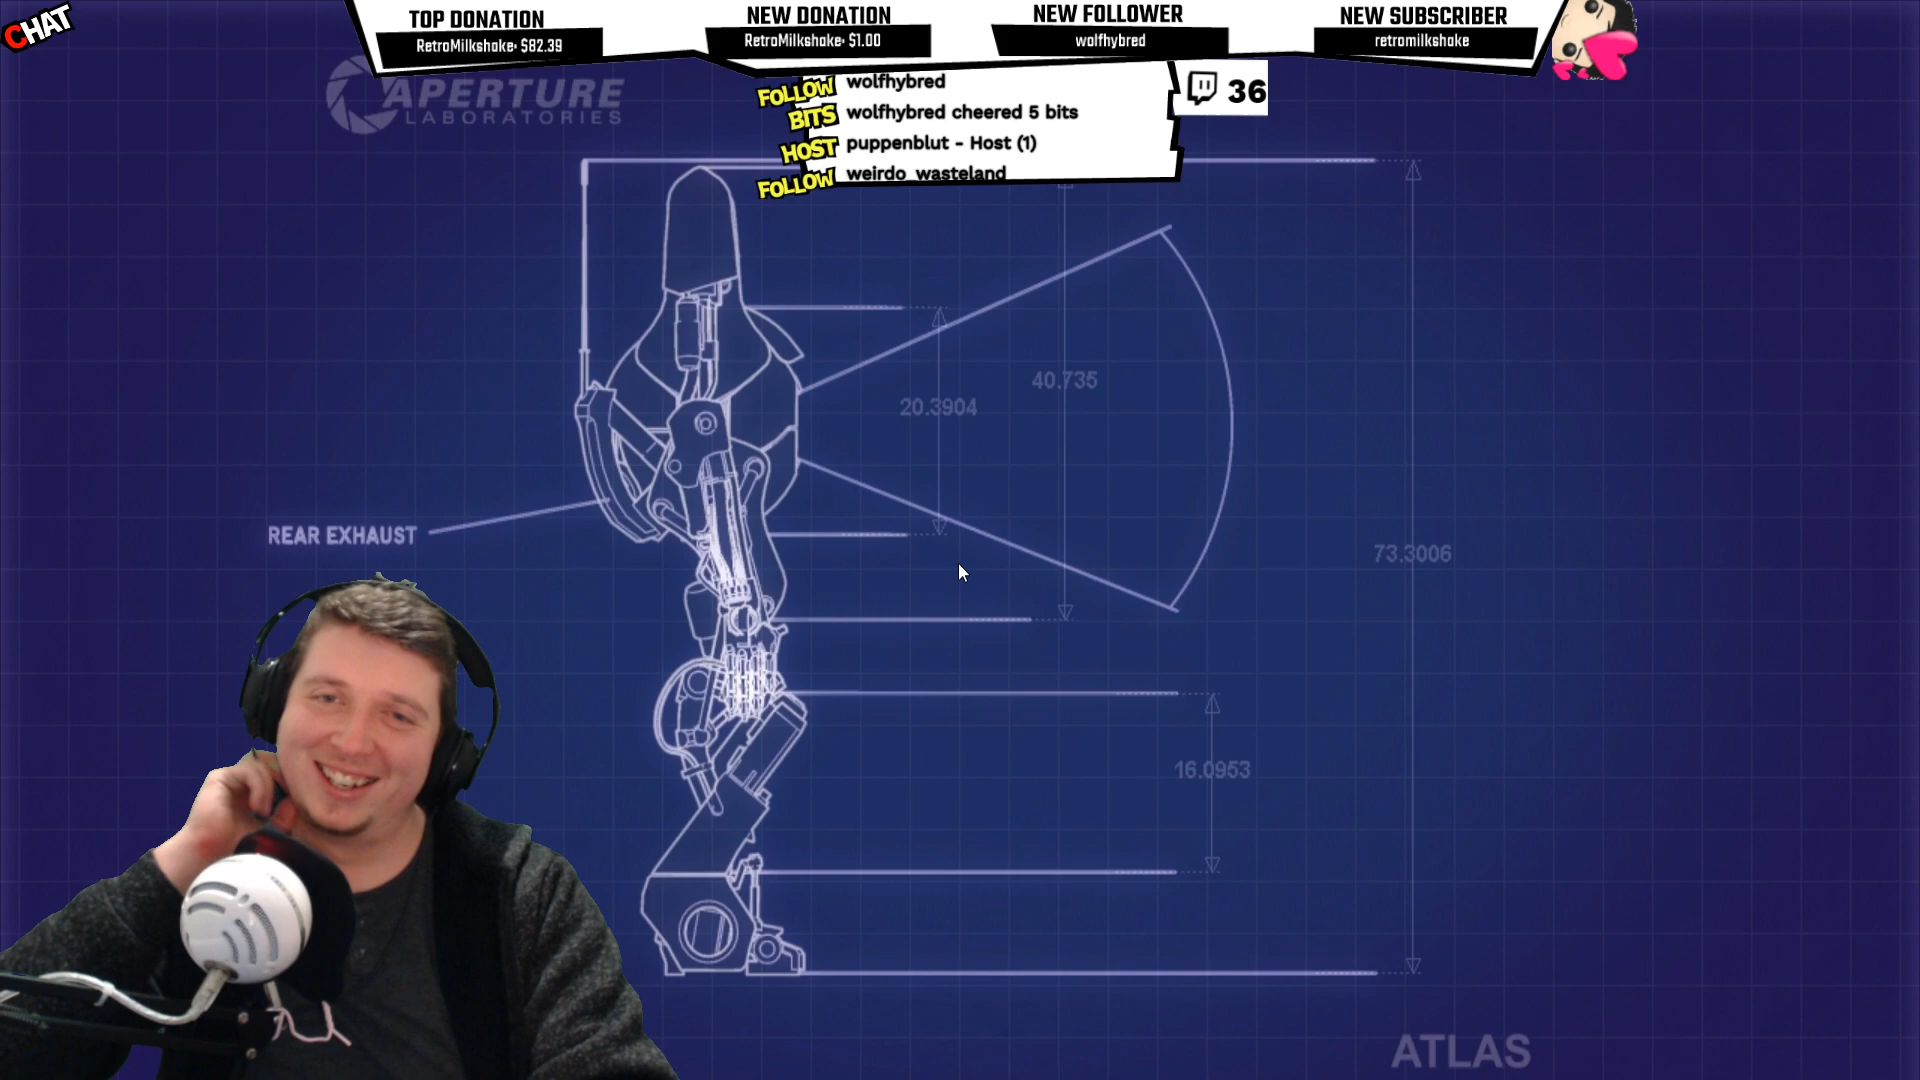 CHAT
TOP DONATION
RetroMilkshake: $82.39
NEW DONATION
RetroMilkshake: $1.00
NEW FOLLOWER
wolfhybred
NEW SUBSCRIBER
retromilkshake
FOLLOW wolfhybred
BITS wolfhybred cheered 5 bits
HOST puppenblut - Host (1)
FOLLOW weirdo_wasteland
36
APERTURE
LABORATORIES
40.735
20.3904
REAR EXHAUST
73.3006
16.0953
ATLAS